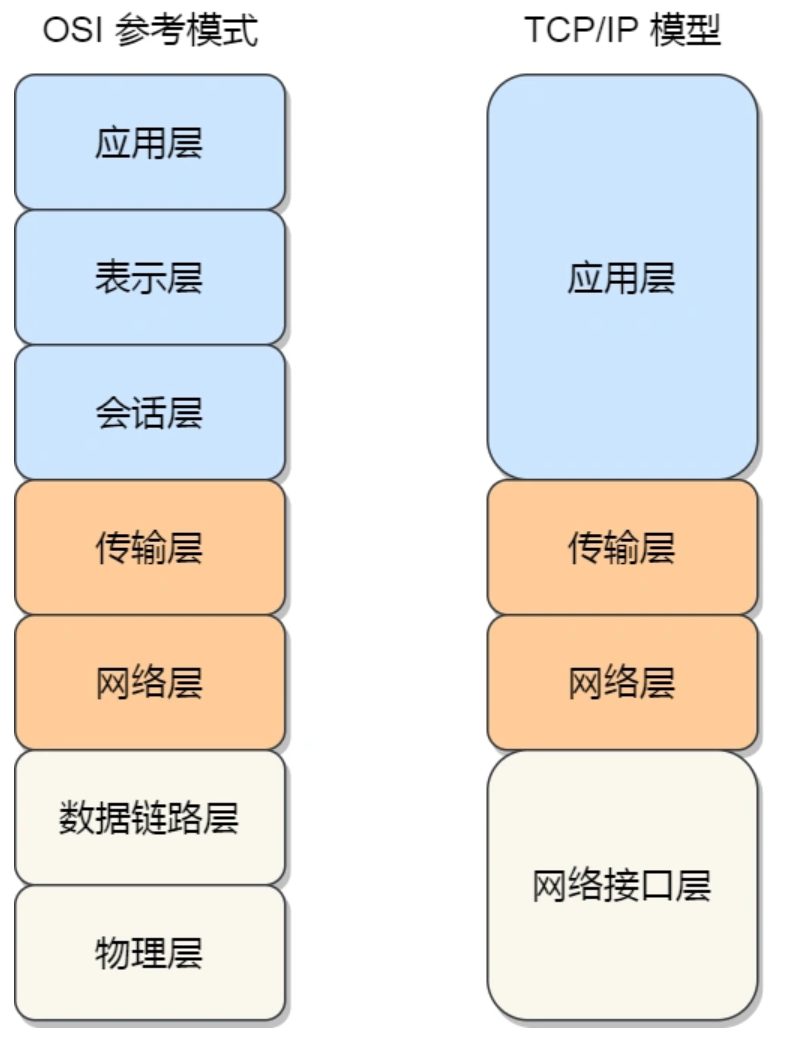 OSI 参考模式
应用层
表示层
会话层
传输层
网络层
数据链路层
物理层
TCP/IP 模型
应用层
传输层
网络层
网络接口层